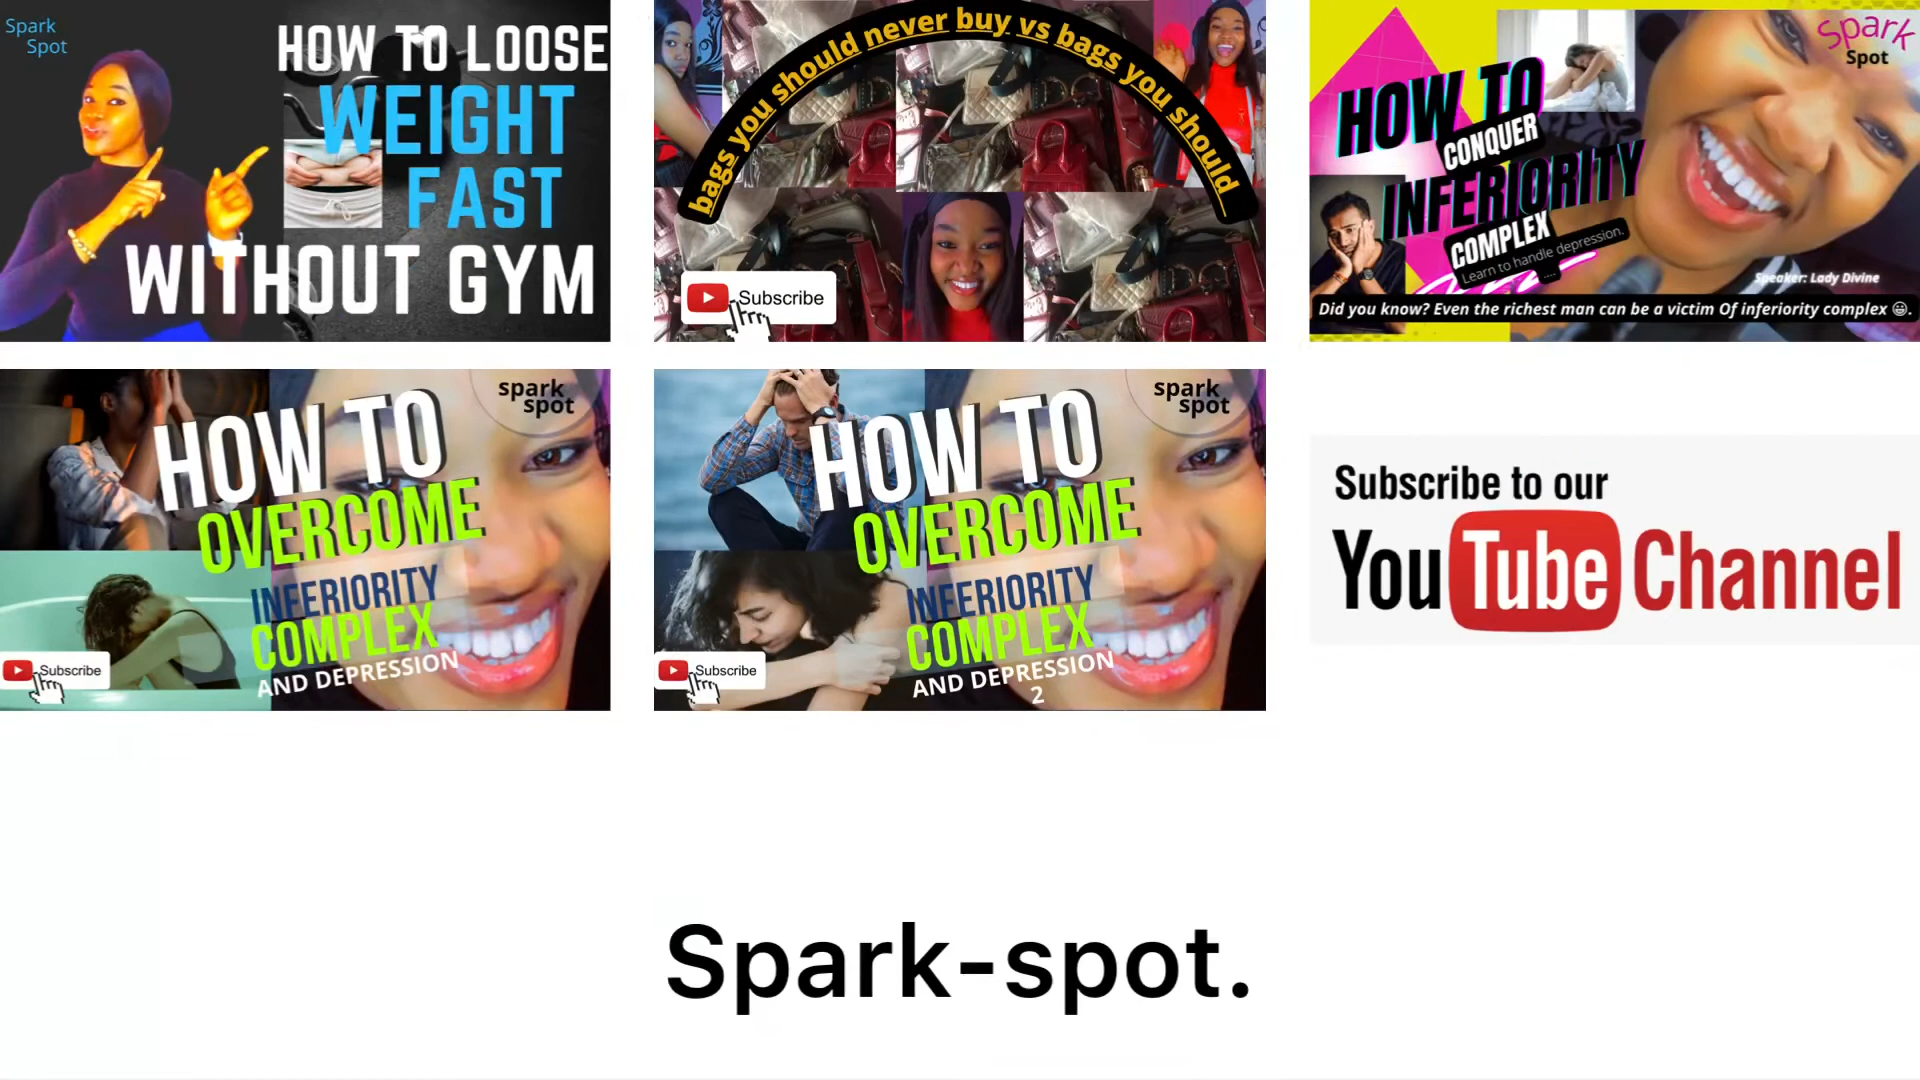 Spark
Spot
HOW TO LOOSE
WEIGHT
FAST
WITHOUT GYM
bags you should never buy vs bags you should
Subscribe
Spark
Spot
HOW TO
CONQUER
INFERIORITY
COMPLEX
Learn to handle depression.
....
Speaker: Lady Divine
Did you know? Even the richest man can be a victim Of inferiority complex 😀.
spark
spot
HOW TO
OVERCOME
INFERIORITY
COMPLEX
AND DEPRESSION
Subscribe
spark
spot
HOW TO
OVERCOME
INFERIORITY
COMPLEX
AND DEPRESSION
2
Subscribe
Subscribe to our
YouTube Channel
Spark-spot.